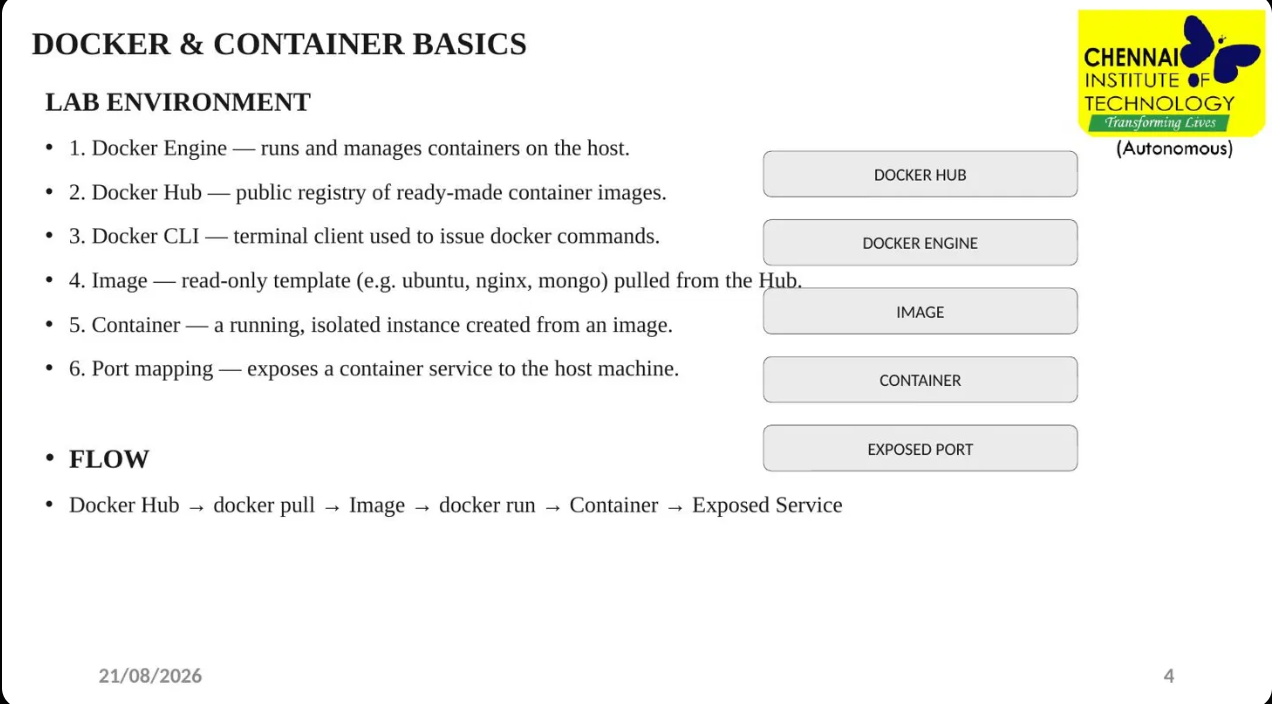 DOCKER & CONTAINER BASICS
CHENNAI
INSTITUTE OF
TECHNOLOGY
Transforming Lives
(Autonomous)
LAB ENVIRONMENT
• 1. Docker Engine — runs and manages containers on the host.
• 2. Docker Hub — public registry of ready-made container images.
• 3. Docker CLI — terminal client used to issue docker commands.
• 4. Image — read-only template (e.g. ubuntu, nginx, mongo) pulled from the Hub.
• 5. Container — a running, isolated instance created from an image.
• 6. Port mapping — exposes a container service to the host machine.
DOCKER HUB
DOCKER ENGINE
IMAGE
CONTAINER
EXPOSED PORT
• FLOW
• Docker Hub → docker pull → Image → docker run → Container → Exposed Service
21/08/2026
4